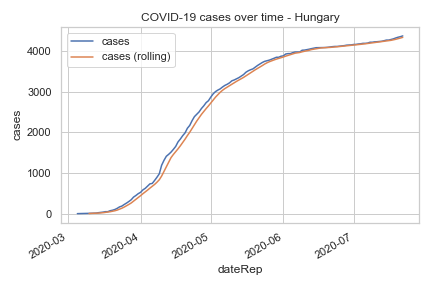 COVID-19 cases over time - Hungary
cases
cases (rolling)
4000
3000
2000
1000
0
cases
2020-03
2020-04
2020-05
2020-06
2020-07
dateRep